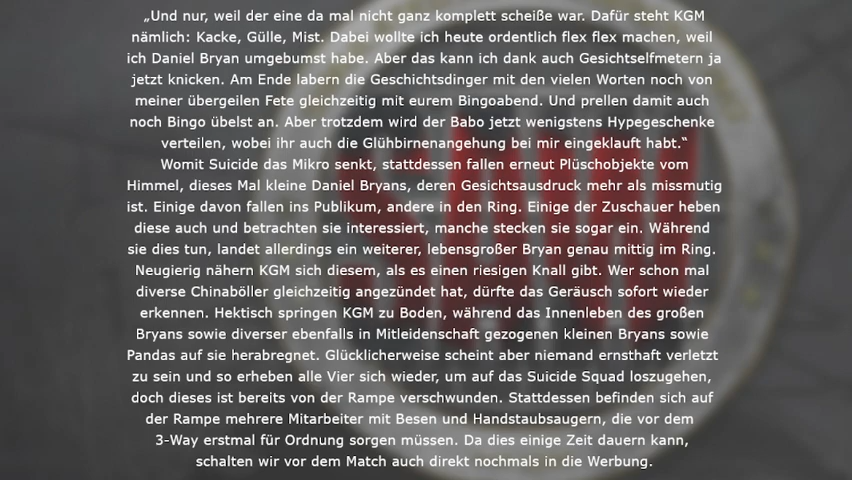 „Und nur, weil der eine da mal nicht ganz komplett scheiße war. Dafür steht KGM
nämlich: Kacke, Gülle, Mist. Dabei wollte ich heute ordentlich flex flex machen, weil
ich Daniel Bryan umgebumst habe. Aber das kann ich dank auch Gesichtselfmetern ja
jetzt knicken. Am Ende labern die Geschichtsdinger mit den vielen Worten noch von
meiner übergeilen Fete gleichzeitig mit eurem Bingoabend. Und prellen damit auch
noch Bingo übelst an. Aber trotzdem wird der Babo jetzt wenigstens Hypegeschenke
verteilen, wobei ihr auch die Glühbirnenangehung bei mir eingeklauft habt.“
Womit Suicide das Mikro senkt, stattdessen fallen erneut Plüschobjekte vom
Himmel, dieses Mal kleine Daniel Bryans, deren Gesichtsausdruck mehr als missmutig
ist. Einige davon fallen ins Publikum, andere in den Ring. Einige der Zuschauer heben
diese auch und betrachten sie interessiert, manche stecken sie sogar ein. Während
sie dies tun, landet allerdings ein weiterer, lebensgroßer Bryan genau mittig im Ring.
Neugierig nähern KGM sich diesem, als es einen riesigen Knall gibt. Wer schon mal
diverse Chinaböller gleichzeitig angezündet hat, dürfte das Geräusch sofort wieder
erkennen. Hektisch springen KGM zu Boden, während das Innenleben des großen
Bryans sowie diverser ebenfalls in Mitleidenschaft gezogenen kleinen Bryans sowie
Pandas auf sie herabregnet. Glücklicherweise scheint aber niemand ernsthaft verletzt
zu sein und so erheben alle Vier sich wieder, um auf das Suicide Squad loszugehen,
doch dieses ist bereits von der Rampe verschwunden. Stattdessen befinden sich auf
der Rampe mehrere Mitarbeiter mit Besen und Handstaubsaugern, die vor dem
3-Way erstmal für Ordnung sorgen müssen. Da dies einige Zeit dauern kann,
schalten wir vor dem Match auch direkt nochmals in die Werbung.